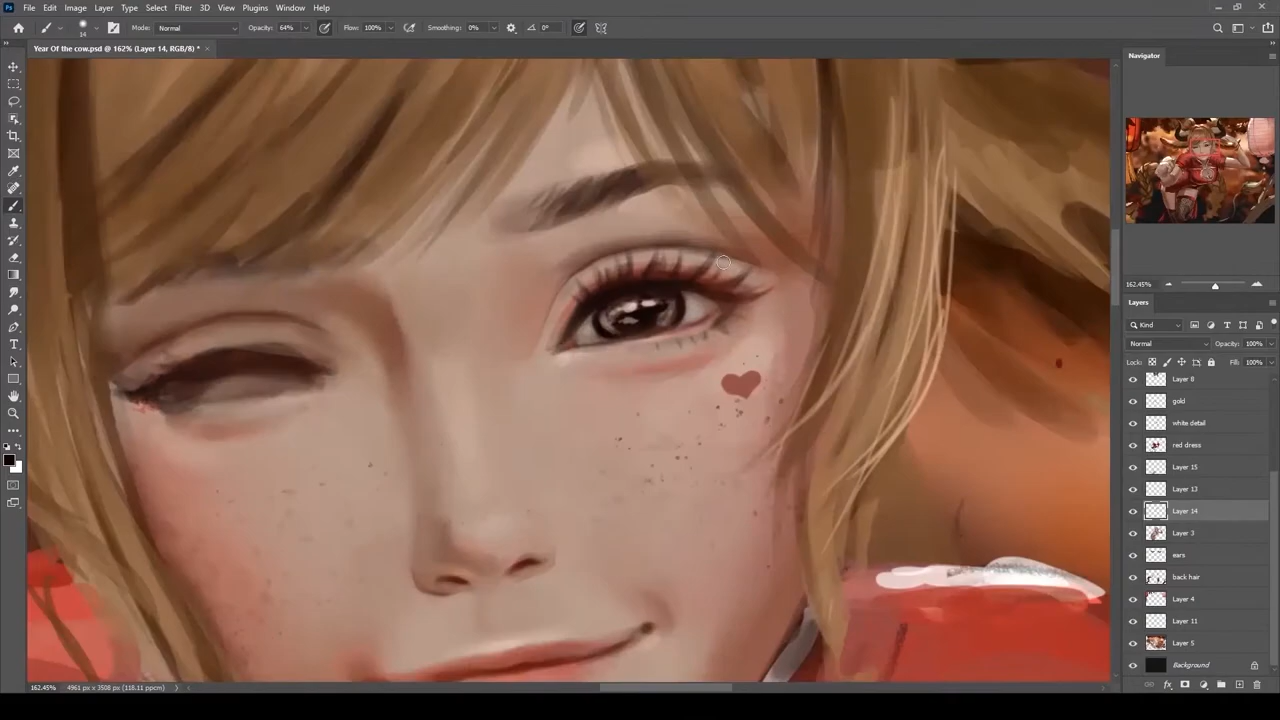 File Edit Image Layer Type Select Filter 3D View Plugins Window Help
14 Mode: Normal Opacity: 64% Flow: 100% Smoothing: 0% 0°
Year Of the cow.psd @ 162% (Layer 14, RGB/8) *
Navigator
162.45%
Layers
Kind
Normal Opacity: 100%
Lock: Fill: 100%
Layer 8
gold
white detail
red dress
Layer 15
Layer 13
Layer 14
Layer 3
ears
back hair
Layer 4
Layer 11
Layer 5
Background
162.45% 4961 px x 3508 px (118.11 ppcm)